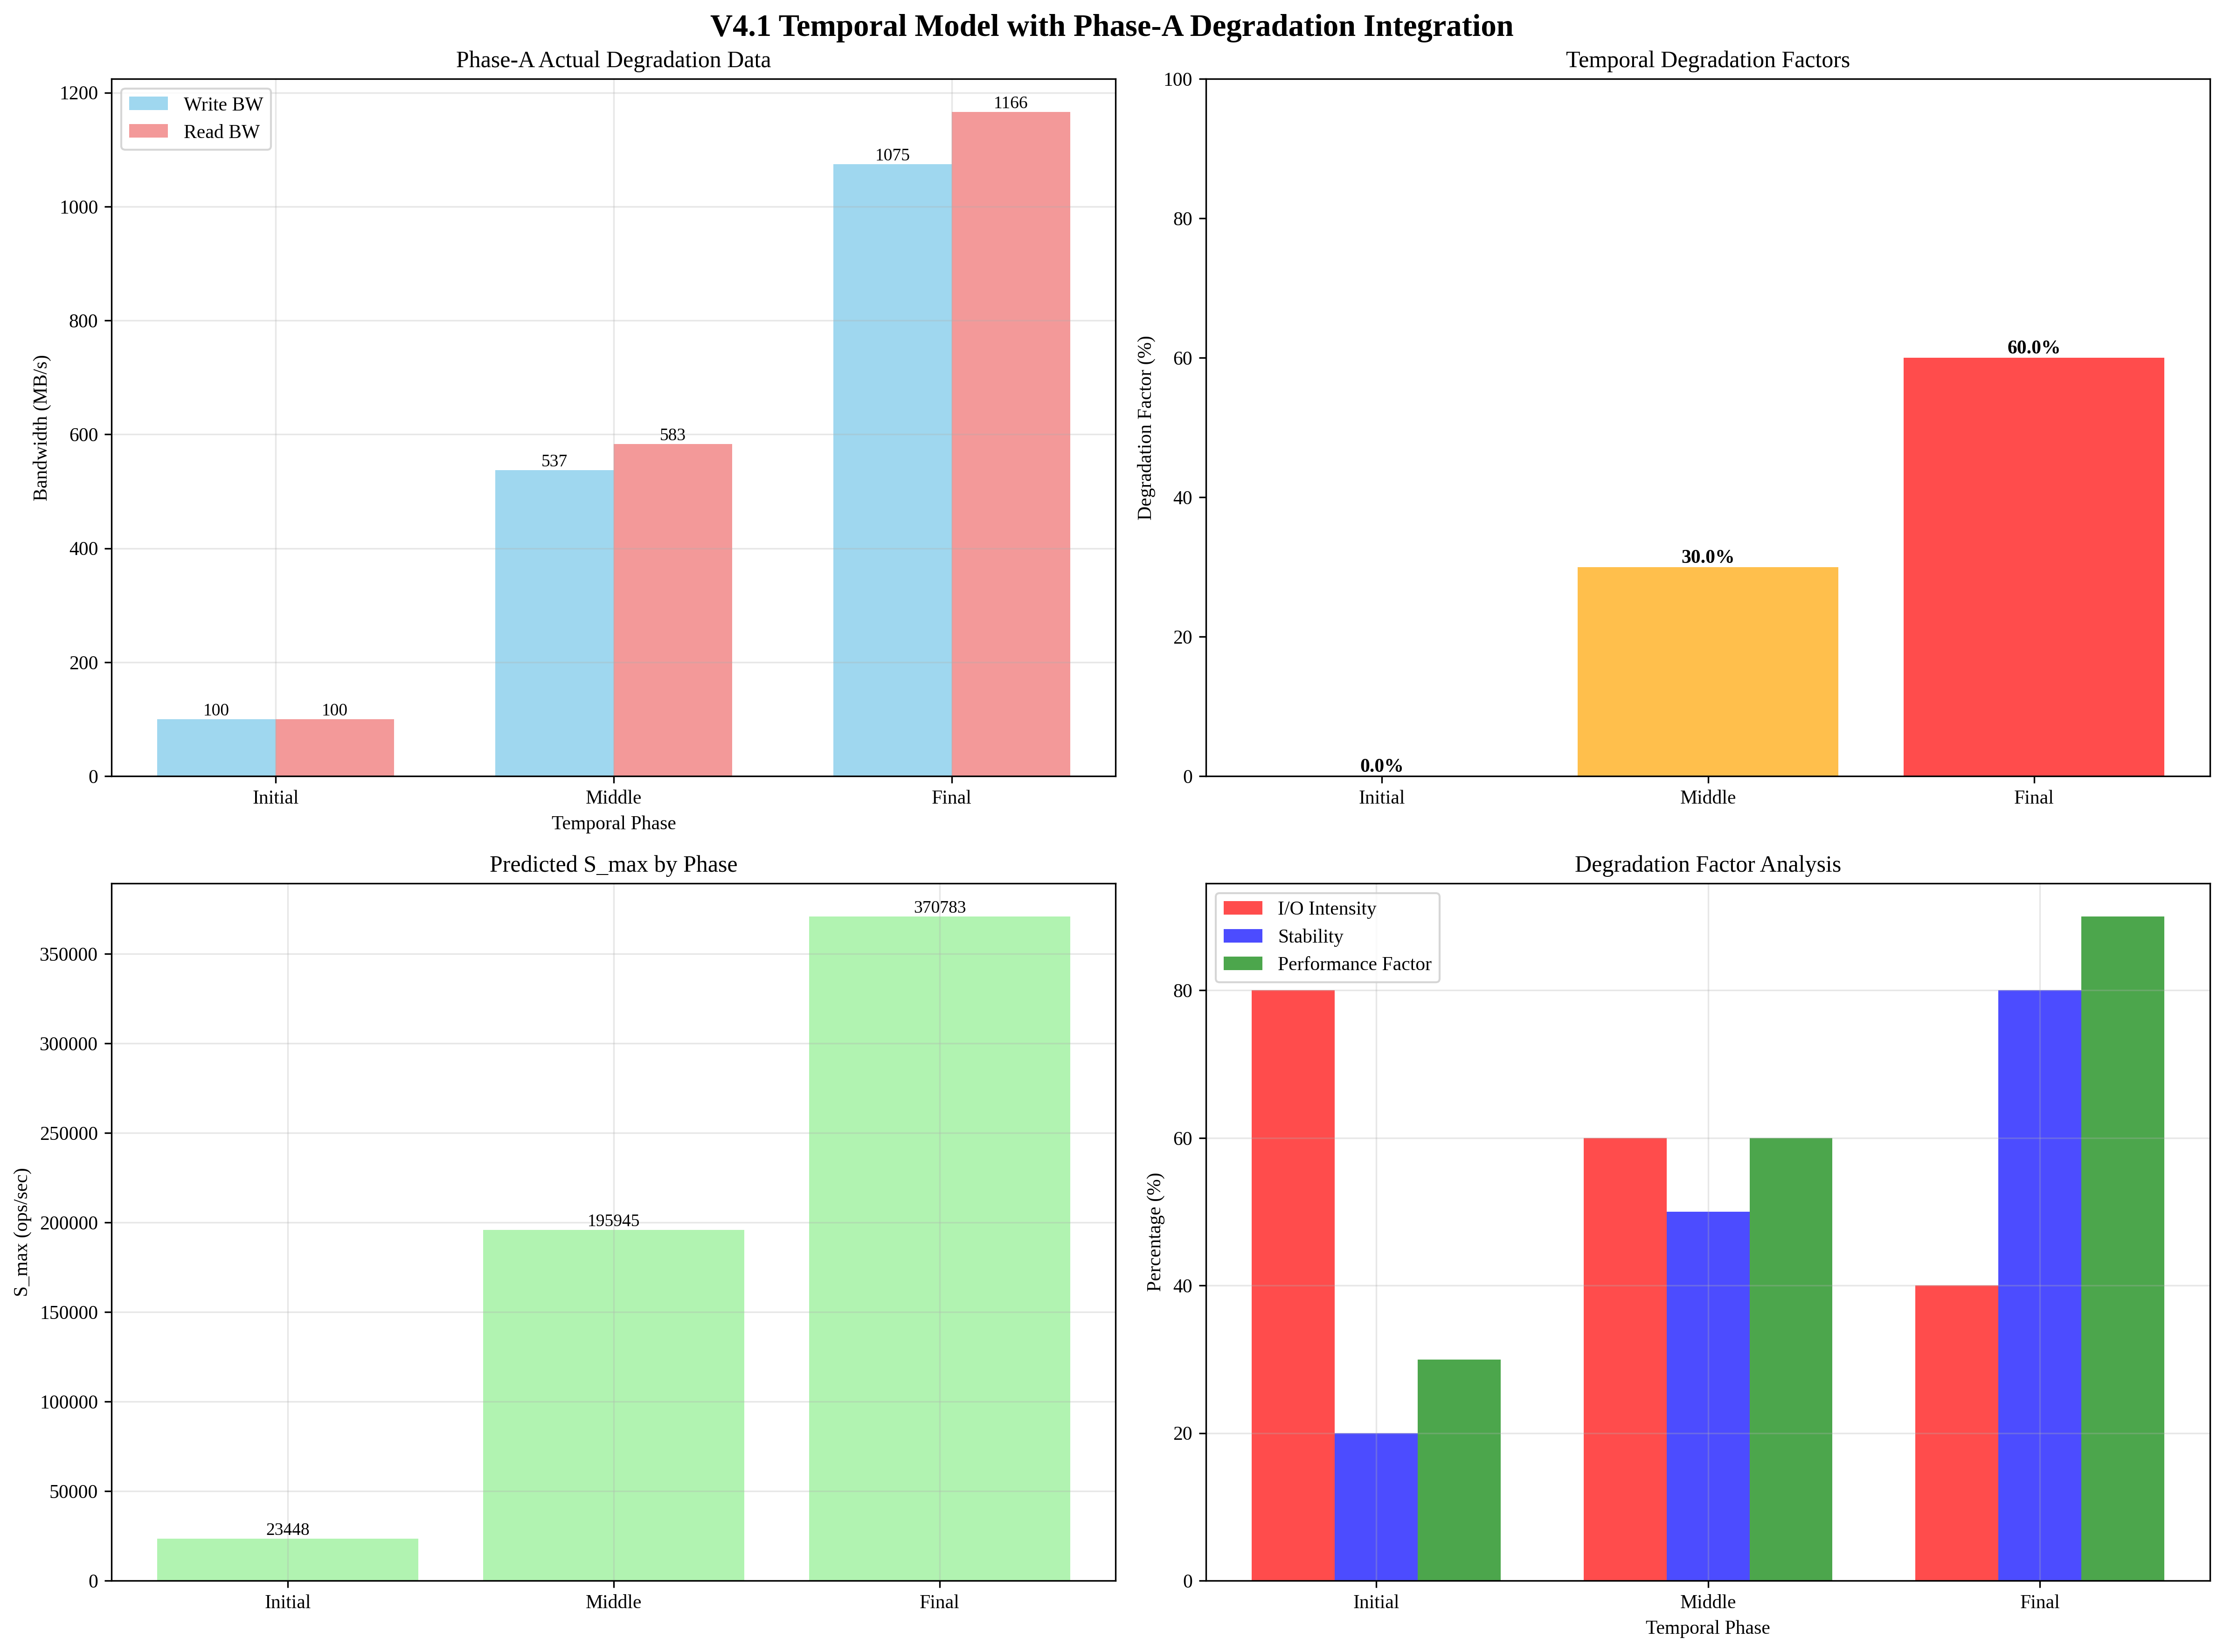 V4.1 Temporal Model with Phase-A Degradation Integration
Phase-A Actual Degradation Data
Write BW
Read BW
Bandwidth (MB/s)
1200
1000
800
600
400
200
0
100
100
537
583
1075
1166
Initial
Middle
Final
Temporal Phase
Temporal Degradation Factors
Degradation Factor (%)
100
80
60
40
20
0
0.0%
30.0%
60.0%
Initial
Middle
Final
Predicted S_max by Phase
S_max (ops/sec)
350000
300000
250000
200000
150000
100000
50000
0
23448
195945
370783
Initial
Middle
Final
Degradation Factor Analysis
I/O Intensity
Stability
Performance Factor
Percentage (%)
80
60
40
20
0
Initial
Middle
Final
Temporal Phase